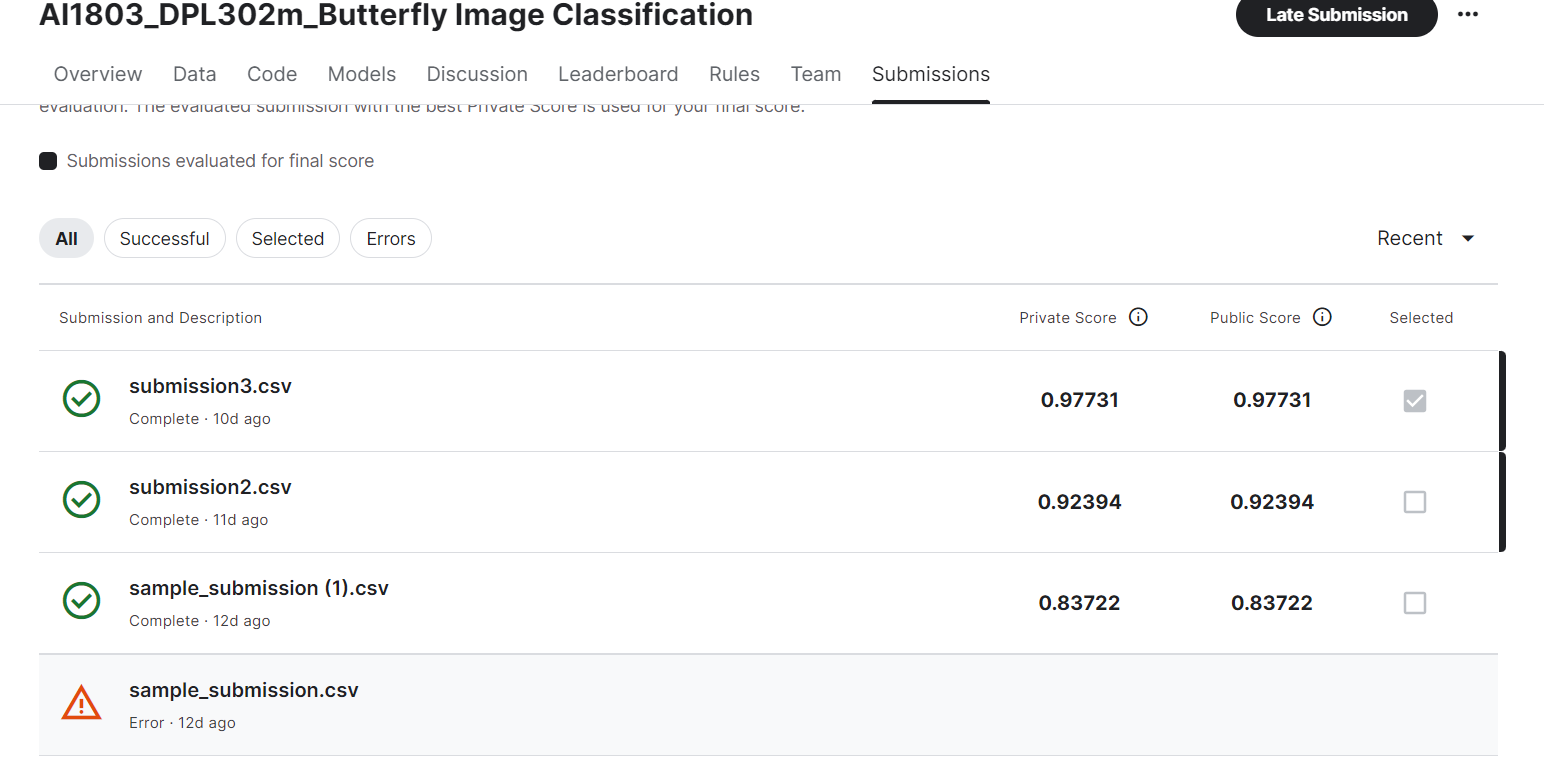 AI1803_DPL302m_Butterfly Image Classification
Late Submission
Overview Data Code Models Discussion Leaderboard Rules Team Submissions
evaluation. The evaluated submission with the best Private Score is used for your final score.
Submissions evaluated for final score
All Successful Selected Errors
Recent
Submission and Description Private Score Public Score Selected
submission3.csv
Complete · 10d ago
0.97731 0.97731
submission2.csv
Complete · 11d ago
0.92394 0.92394
sample_submission (1).csv
Complete · 12d ago
0.83722 0.83722
sample_submission.csv
Error · 12d ago